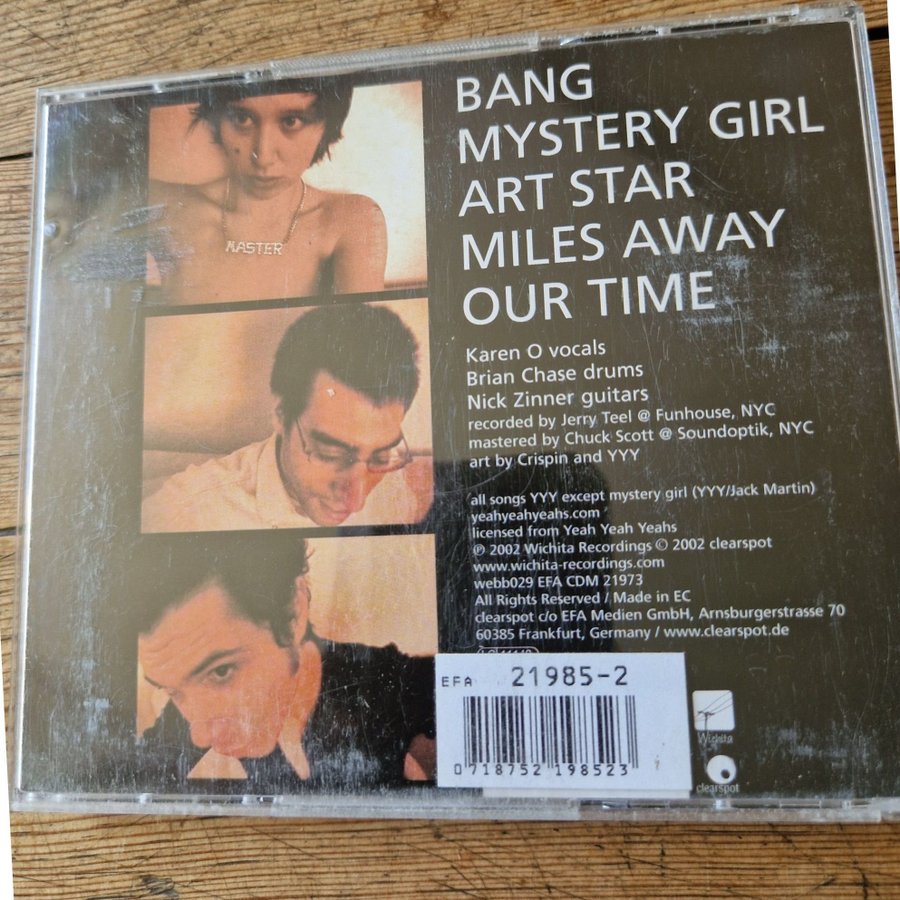 MASTER
BANG
MYSTERY GIRL
ART STAR
MILES AWAY
OUR TIME
Karen O vocals
Brian Chase drums
Nick Zinner guitars
recorded by Jerry Teel @ Funhouse, NYC
mastered by Chuck Scott @ Soundoptik, NYC
art by Crispin and YYY
all songs YYY except mystery girl (YYY/Jack Martin)
yeahyeahyeahs.com
licensed from Yeah Yeah Yeahs
℗ 2002 Wichita Recordings © 2002 clearspot
www.wichita-recordings.com
webb029 EFA CDM 21973
All Rights Reserved / Made in EC
clearspot c/o EFA Medien GmbH, Arnsburgerstrasse 70
60385 Frankfurt, Germany / www.clearspot.de
EFA 21985-2
0 718752 198523
Wichita
clearspot